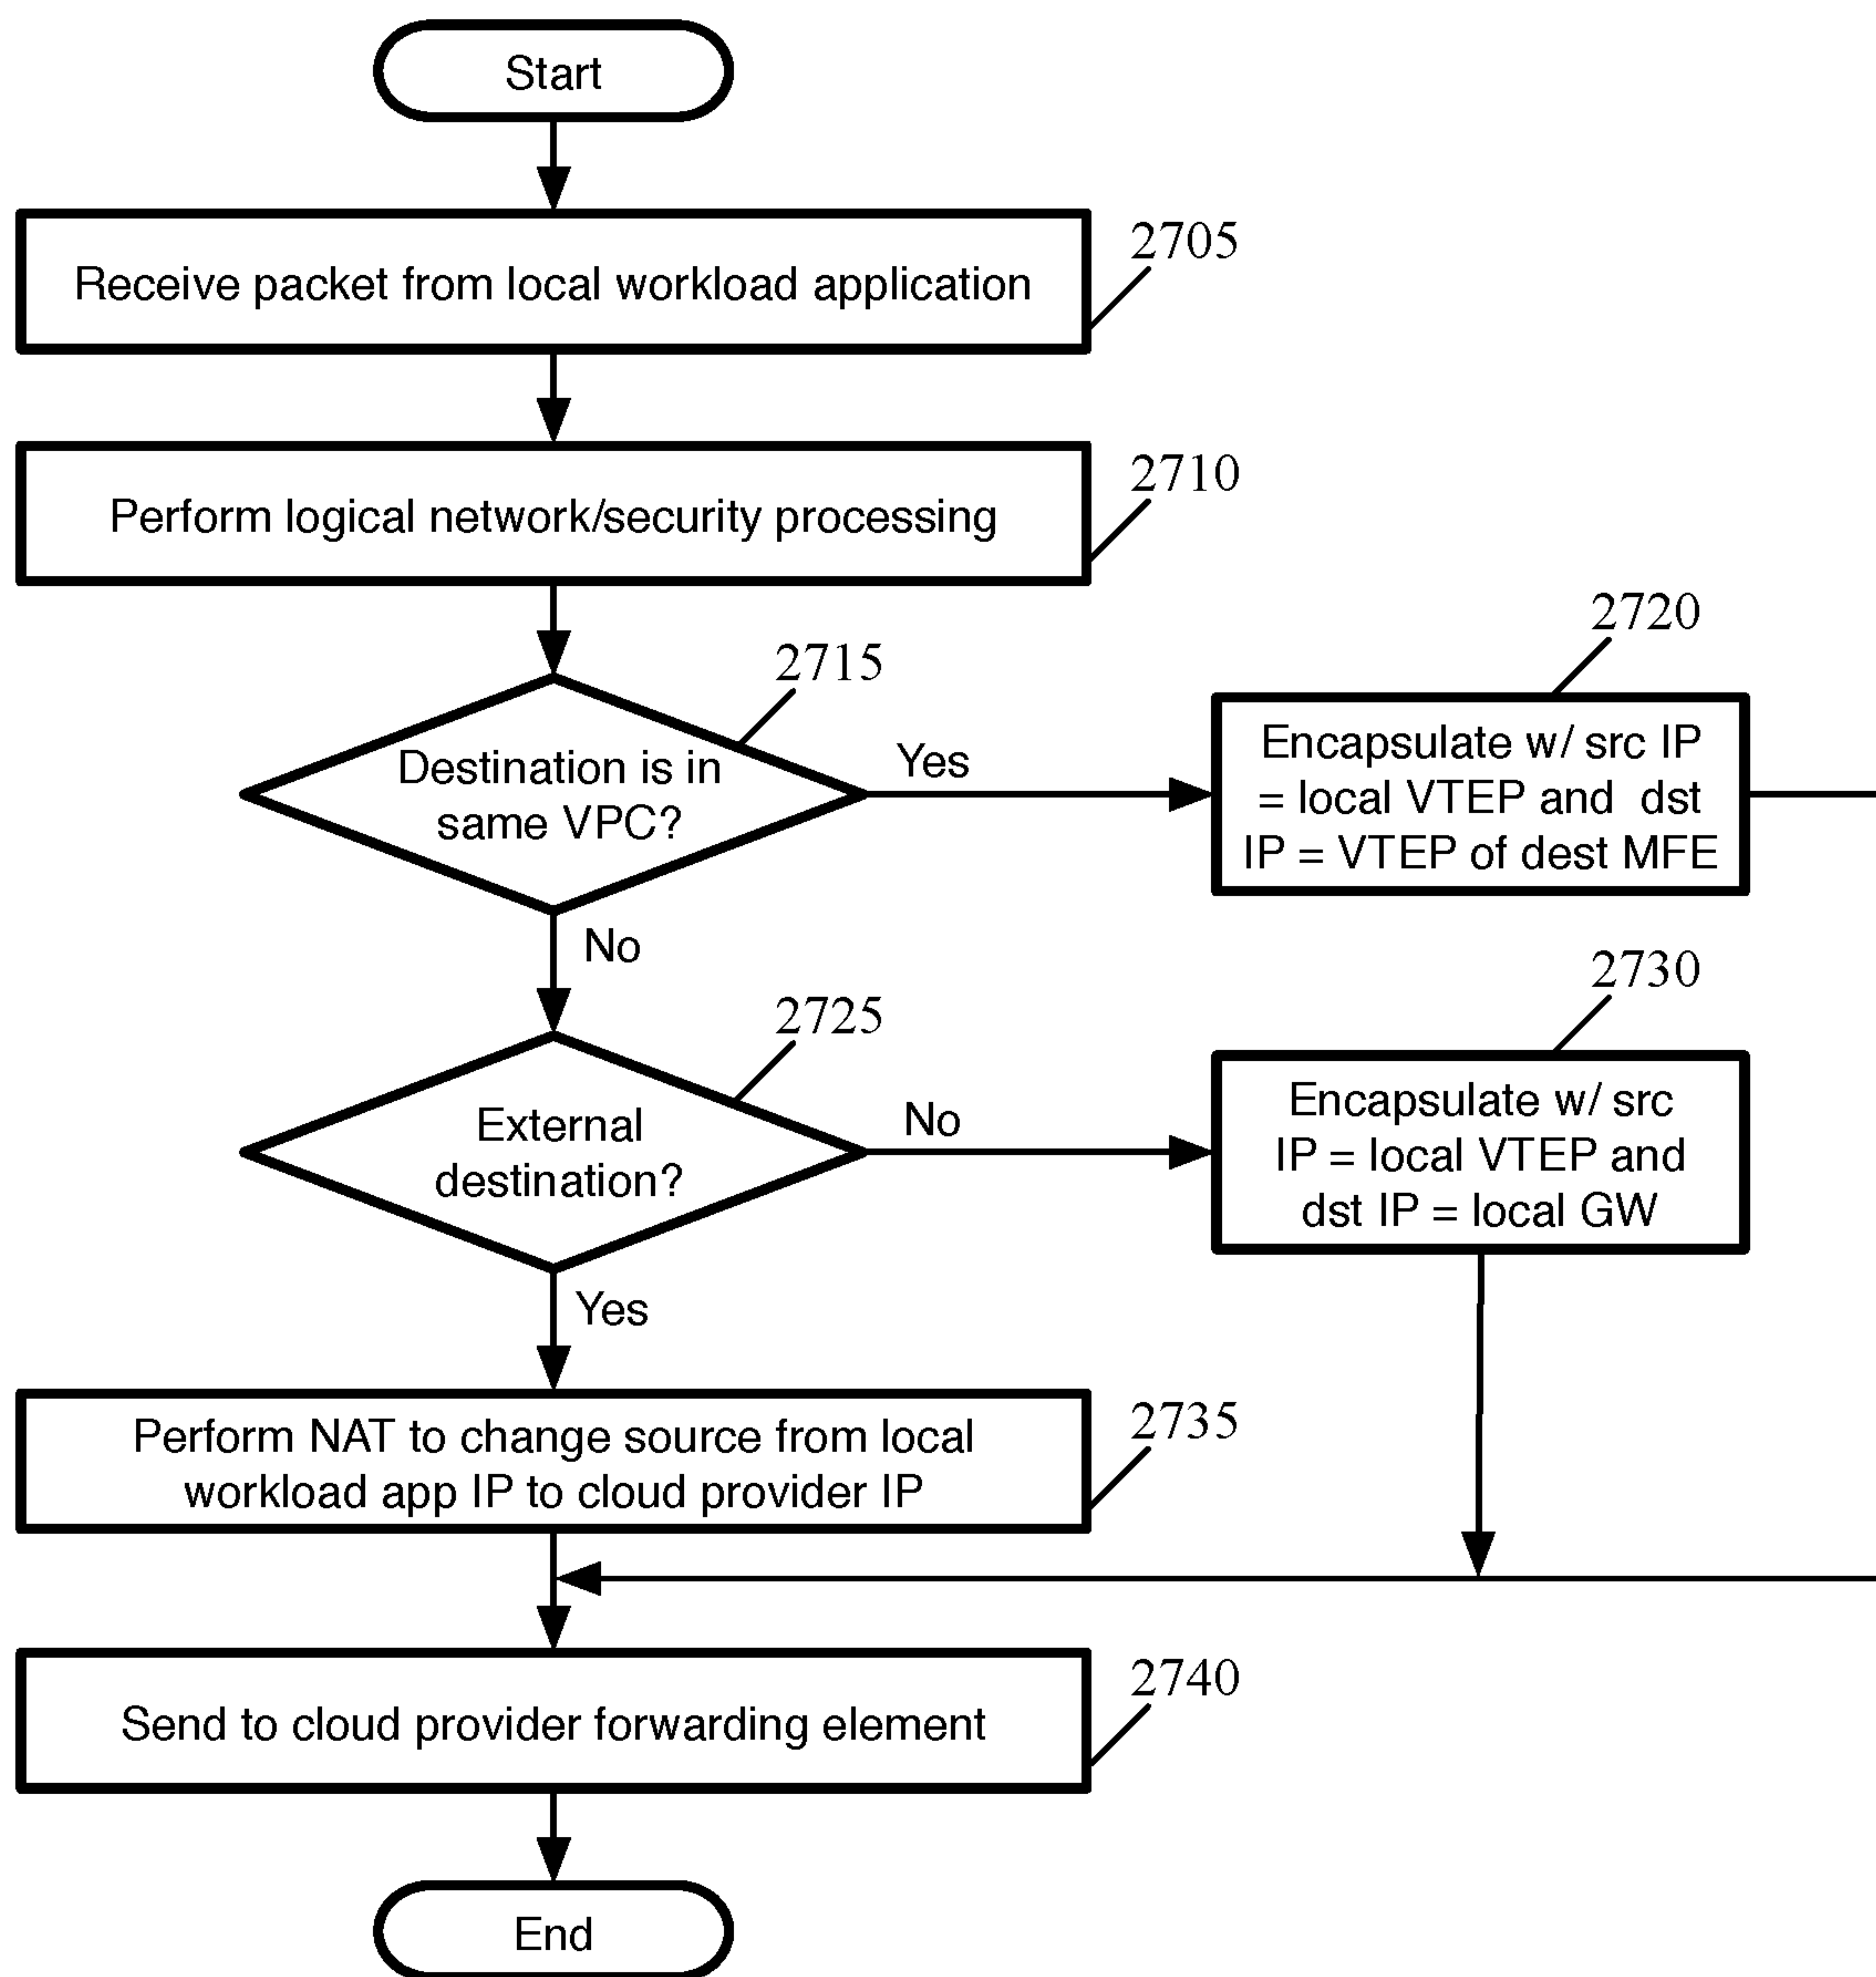 Start
2705
Receive packet from local workload application
2710
Perform logical network/security processing
2715
2720
Destination is in
same VPC?
Yes
Encapsulate w/ src IP
= local VTEP and dst
IP = VTEP of dest MFE
No
2725
2730
External
destination?
No
Encapsulate w/ src
IP = local VTEP and
dst IP = local GW
Yes
2735
Perform NAT to change source from local
workload app IP to cloud provider IP
2740
Send to cloud provider forwarding element
End